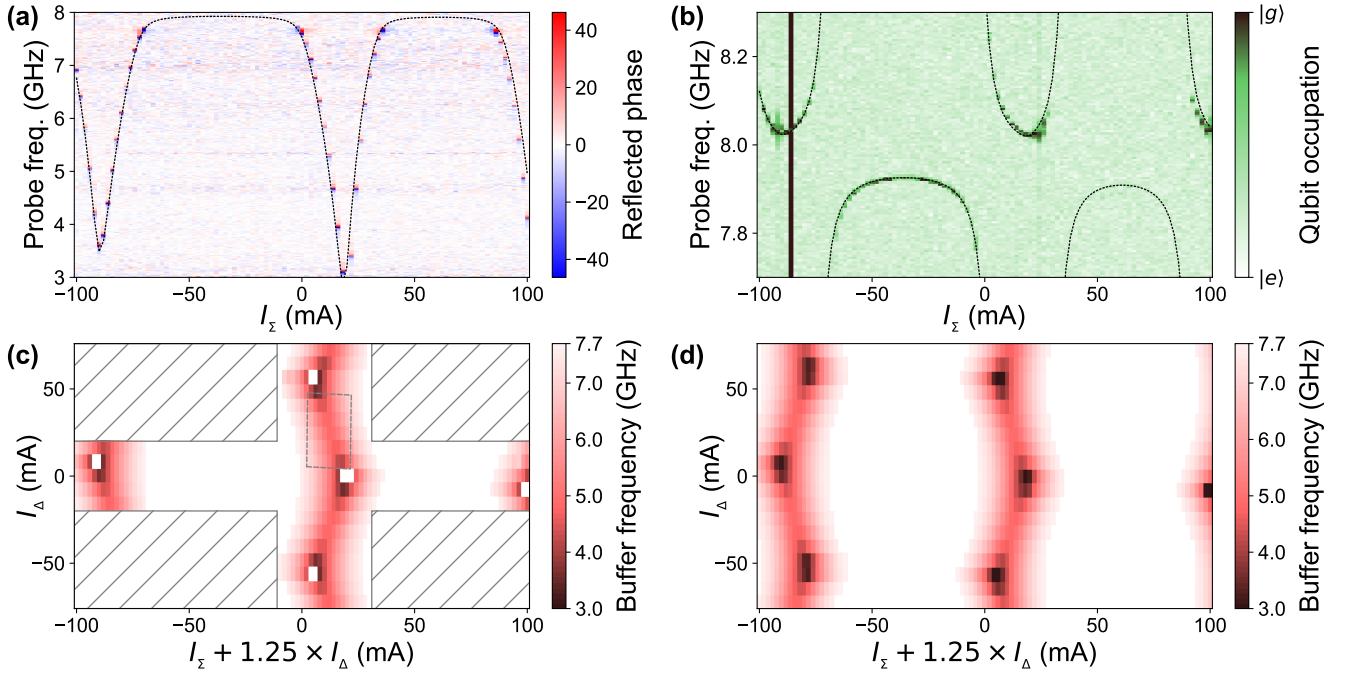 (a)
Probe freq. (GHz)
8
7
6
5
4
3
−100
−50
0
50
100
I_Σ (mA)
40
20
0
−20
−40
Reflected phase
(b)
Probe freq. (GHz)
8.2
8.0
7.8
−100
−50
0
50
100
I_Σ (mA)
|g⟩
|e⟩
Qubit occupation
(c)
I_Δ (mA)
50
0
−50
−100
−50
0
50
100
I_Σ + 1.25 × I_Δ (mA)
7.7
7.0
6.0
5.0
4.0
3.0
Buffer frequency (GHz)
(d)
I_Δ (mA)
50
0
−50
−100
−50
0
50
100
I_Σ + 1.25 × I_Δ (mA)
7.7
7.0
6.0
5.0
4.0
3.0
Buffer frequency (GHz)